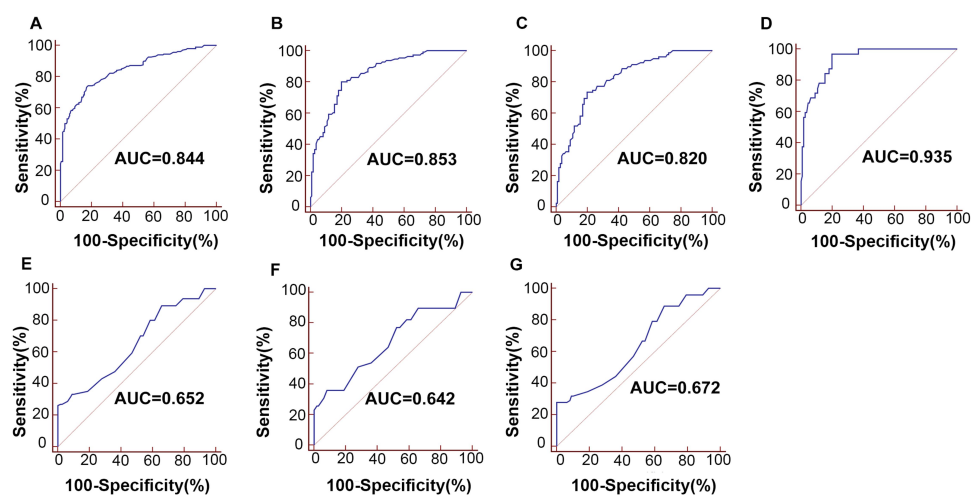 A
Sensitivity(%)
100
80
60
40
20
0
AUC=0.844
0 20 40 60 80 100
100-Specificity(%)
B
Sensitivity(%)
100
80
60
40
20
0
AUC=0.853
0 20 40 60 80 100
100-Specificity(%)
C
Sensitivity(%)
100
80
60
40
20
0
AUC=0.820
0 20 40 60 80 100
100-Specificity(%)
D
Sensitivity(%)
100
80
60
40
20
0
AUC=0.935
0 20 40 60 80 100
100-Specificity(%)
E
Sensitivity(%)
100
80
60
40
20
0
AUC=0.652
0 20 40 60 80 100
100-Specificity(%)
F
Sensitivity(%)
100
80
60
40
20
0
AUC=0.642
0 20 40 60 80 100
100-Specificity(%)
G
Sensitivity(%)
100
80
60
40
20
0
AUC=0.672
0 20 40 60 80 100
100-Specificity(%)